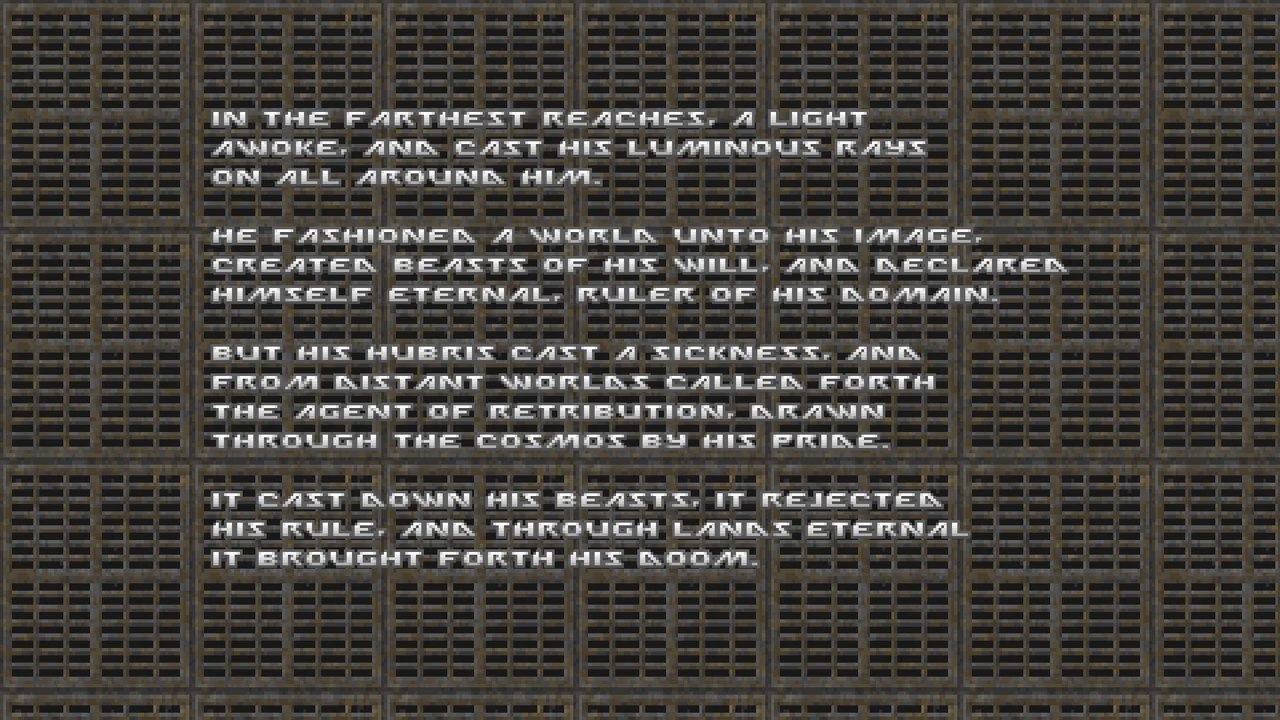 IN THE FARTHEST REACHES, A LIGHT
AWOKE, AND CAST HIS LUMINOUS RAYS
ON ALL AROUND HIM.
HE FASHIONED A WORLD UNTO HIS IMAGE,
CREATED BEASTS OF HIS WILL, AND DECLARED
HIMSELF ETERNAL, RULER OF HIS DOMAIN.
BUT HIS HUBRIS CAST A SICKNESS, AND
FROM DISTANT WORLDS CALLED FORTH
THE AGENT OF RETRIBUTION, DRAWN
THROUGH THE COSMOS BY HIS PRIDE.
IT CAST DOWN HIS BEASTS, IT REJECTED
HIS RULE, AND THROUGH LANDS ETERNAL
IT BROUGHT FORTH HIS DOOM.